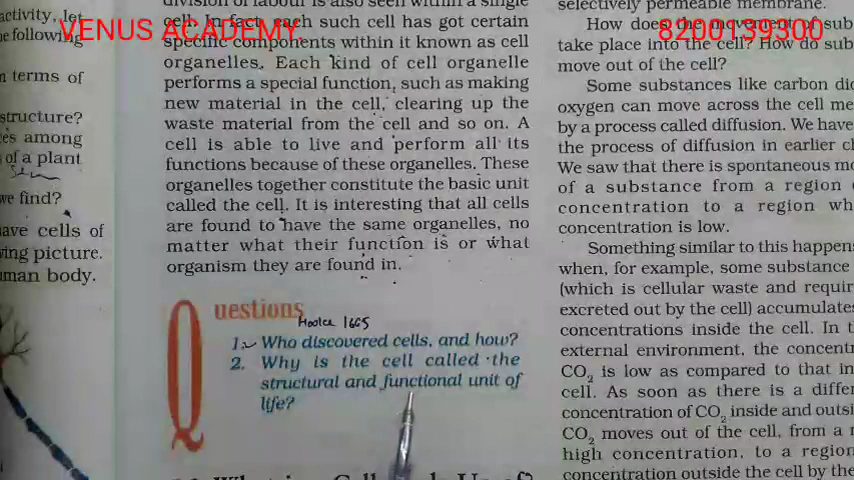 VENUS ACADEMY.
8200139300
activity, let
e following
n terms of
structure?
es among
of a plant
we find?
ave cells of
ving picture.
uman body.
division of labour is also seen within a single
cell. In fact, each such cell has got certain
specific components within it known as cell
organelles. Each kind of cell organelle
performs a special function, such as making
new material in the cell, clearing up the
waste material from the cell and so on. A
cell is able to live and perform all its
functions because of these organelles. These
organelles together constitute the basic unit
called the cell. It is interesting that all cells
are found to have the same organelles, no
matter what their function is or what
organism they are found in.
Questions
Hooke 1665
1. Who discovered cells, and how?
2. Why is the cell called the
structural and functional unit of
life?
selectively permeable membrane.
How does the movement of sub
take place into the cell? How do sub
move out of the cell?
Some substances like carbon dio
oxygen can move across the cell me
by a process called diffusion. We have
the process of diffusion in earlier c
We saw that there is spontaneous mo
of a substance from a region
concentration to a region wh
concentration is low.
Something similar to this happens
when, for example, some substance
(which is cellular waste and requir
excreted out by the cell) accumulates
concentrations inside the cell. In t
external environment, the concent
CO2 is low as compared to that in
cell. As soon as there is a differ
concentration of CO2 inside and outsi
CO2 moves out of the cell, from a r
high concentration, to a region
concentration outside the cell by the